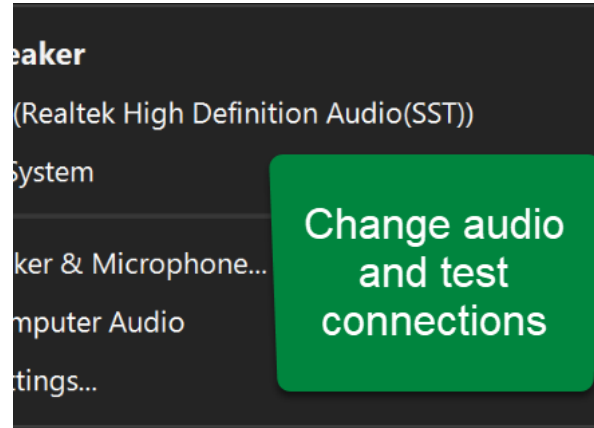 eaker
(Realtek High Definition Audio(SST))
System
ker & Microphone...
mputer Audio
ttings...
Change audio
and test
connections